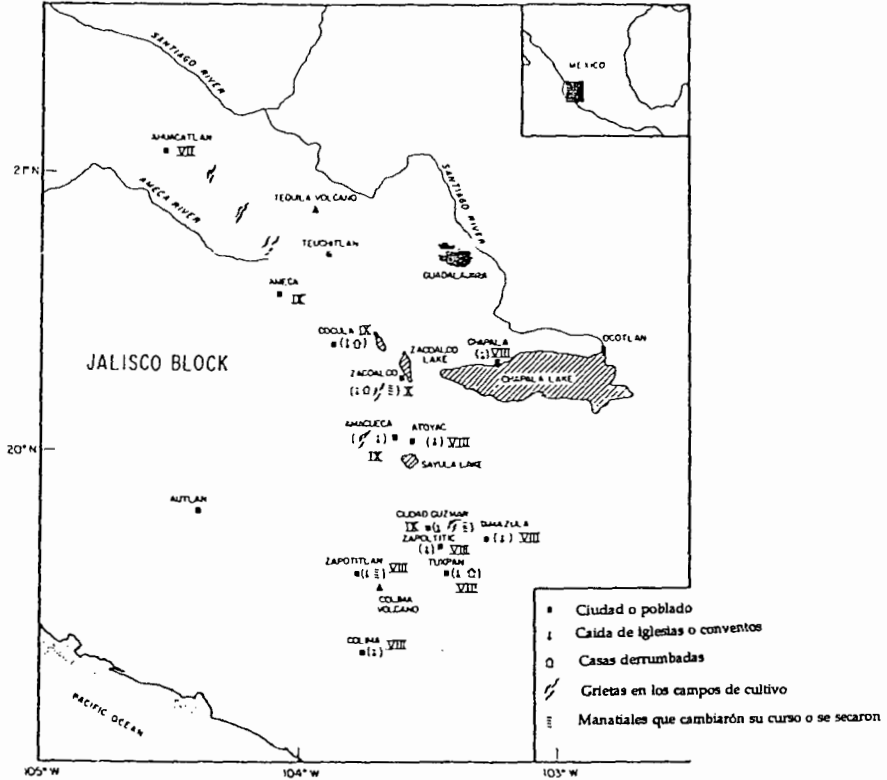 MEXICO
SANTIAGO RIVER
AHUACATLAN
VII
21°N
AMECA RIVER
TEQUILA VOLCANO
SANTIAGO RIVER
TEUCHITLAN
GUADALAJARA
AMECA
IX
COCULA IX
ZACOALCO LAKE
CHAPALA
VIII
OCOTLAN
JALISCO BLOCK
ZACOALCO
X
CHAPALA LAKE
AMACUECA
ATOYAC
VIII
20°N
IX
SAYULA LAKE
AUTLAN
CIUDAD GUZMAN
IX
VIII
ZAPOLTITIC
VIII
ZAPOTITLAN VIII
TUXPAN
VIII
COLIMA VOLCANO
COLIMA VIII
PACIFIC OCEAN
105°W
104°W
103°W
Ciudad o poblado
Caida de iglesias o conventos
Casas derrumbadas
Grietas en los campos de cultivo
Manatiales que cambiarón su curso o se secaron